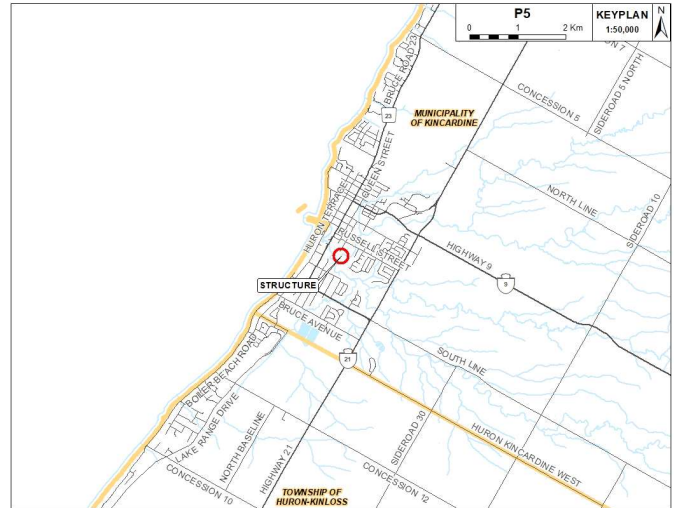 P5
0 1 2 Km
KEYPLAN
1:50,000
N
BRUCE ROAD 23
CONCESSION 5
SIDEROAD 5 NORTH
MUNICIPALITY
OF KINCARDINE
23
QUEEN STREET
NORTH LINE
SIDEROAD 10
HURON TERRACE
RUSSELL STREET
HIGHWAY 9
9
STRUCTURE
BRUCE AVENUE
21
SOUTH LINE
BOILER BEACH ROAD
LAKE RANGE DRIVE
NORTH BASELINE
HIGHWAY 21
SIDEROAD 30
HURON KINCARDINE WEST
CONCESSION 10
CONCESSION 12
TOWNSHIP OF
HURON-KINLOSS